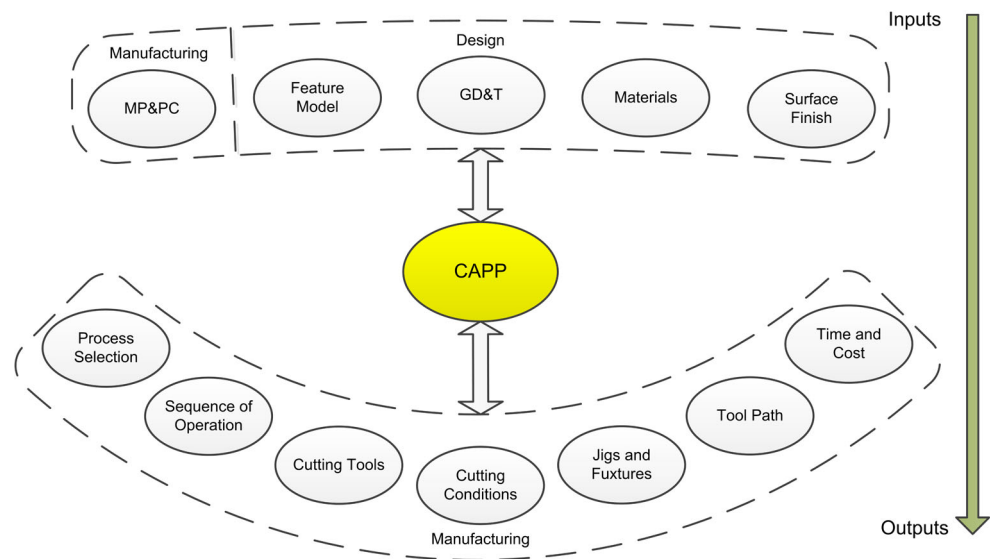 Inputs
Manufacturing
Design
MP&PC
Feature
Model
GD&T
Materials
Surface
Finish
CAPP
Process
Selection
Sequence of
Operation
Cutting Tools
Cutting
Conditions
Jigs and
Fuxtures
Tool Path
Time and
Cost
Manufacturing
Outputs